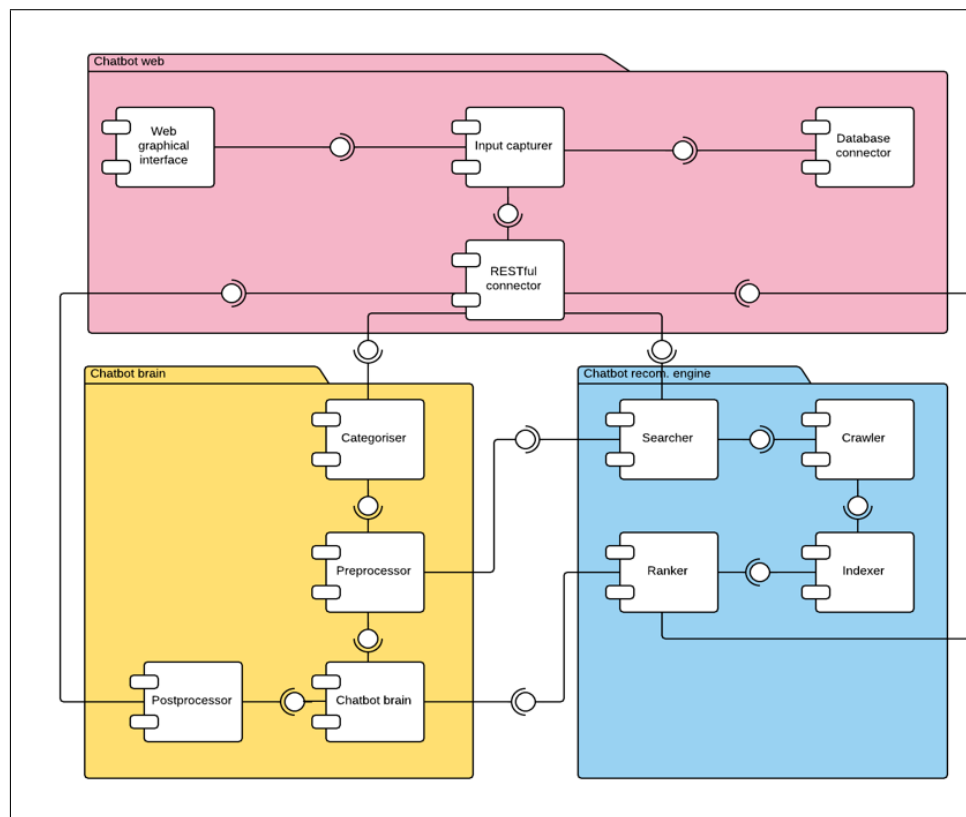 Chatbot web
Web
graphical
interface
Input capturer
Database
connector
RESTful
connector
Chatbot brain
Chatbot recom. engine
Categoriser
Searcher
Crawler
Preprocessor
Ranker
Indexer
Postprocessor
Chatbot brain